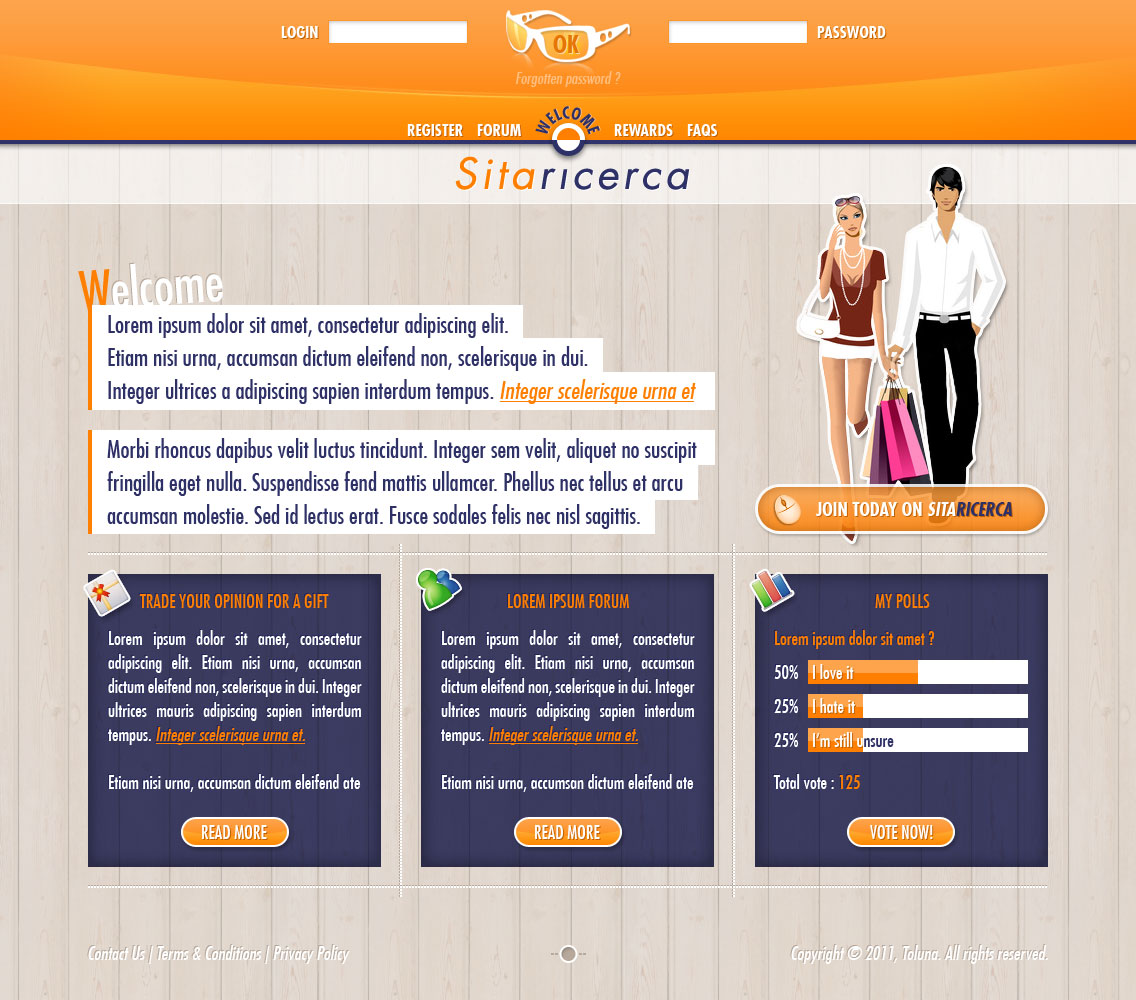 LOGIN
OK
PASSWORD
Forgotten password ?
REGISTER FORUM WELCOME REWARDS FAQS
Sitaricerca
Welcome
Lorem ipsum dolor sit amet, consectetur adipiscing elit.
Etiam nisi urna, accumsan dictum eleifend non, scelerisque in dui.
Integer ultrices a adipiscing sapien interdum tempus. Integer scelerisque urna et
Morbi rhoncus dapibus velit luctus tincidunt. Integer sem velit, aliquet no suscipit
fringilla eget nulla. Suspendisse fend mattis ullamcer. Phellus nec tellus et arcu
accumsan molestie. Sed id lectus erat. Fusce sodales felis nec nisl sagittis.
JOIN TODAY ON SITARICERCA
TRADE YOUR OPINION FOR A GIFT
Lorem ipsum dolor sit amet, consectetur
adipiscing elit. Etiam nisi urna, accumsan
dictum eleifend non, scelerisque in dui. Integer
ultrices mauris adipiscing sapien interdum
tempus. Integer scelerisque urna et.
Etiam nisi urna, accumsan dictum eleifend ate
READ MORE
LOREM IPSUM FORUM
Lorem ipsum dolor sit amet, consectetur
adipiscing elit. Etiam nisi urna, accumsan
dictum eleifend non, scelerisque in dui. Integer
ultrices mauris adipiscing sapien interdum
tempus. Integer scelerisque urna et.
Etiam nisi urna, accumsan dictum eleifend ate
READ MORE
MY POLLS
Lorem ipsum dolor sit amet ?
50% I love it
25% I hate it
25% I'm still unsure
Total vote : 125
VOTE NOW!
Contact Us | Terms & Conditions | Privacy Policy
Copyright © 2011, Toluna. All rights reserved.